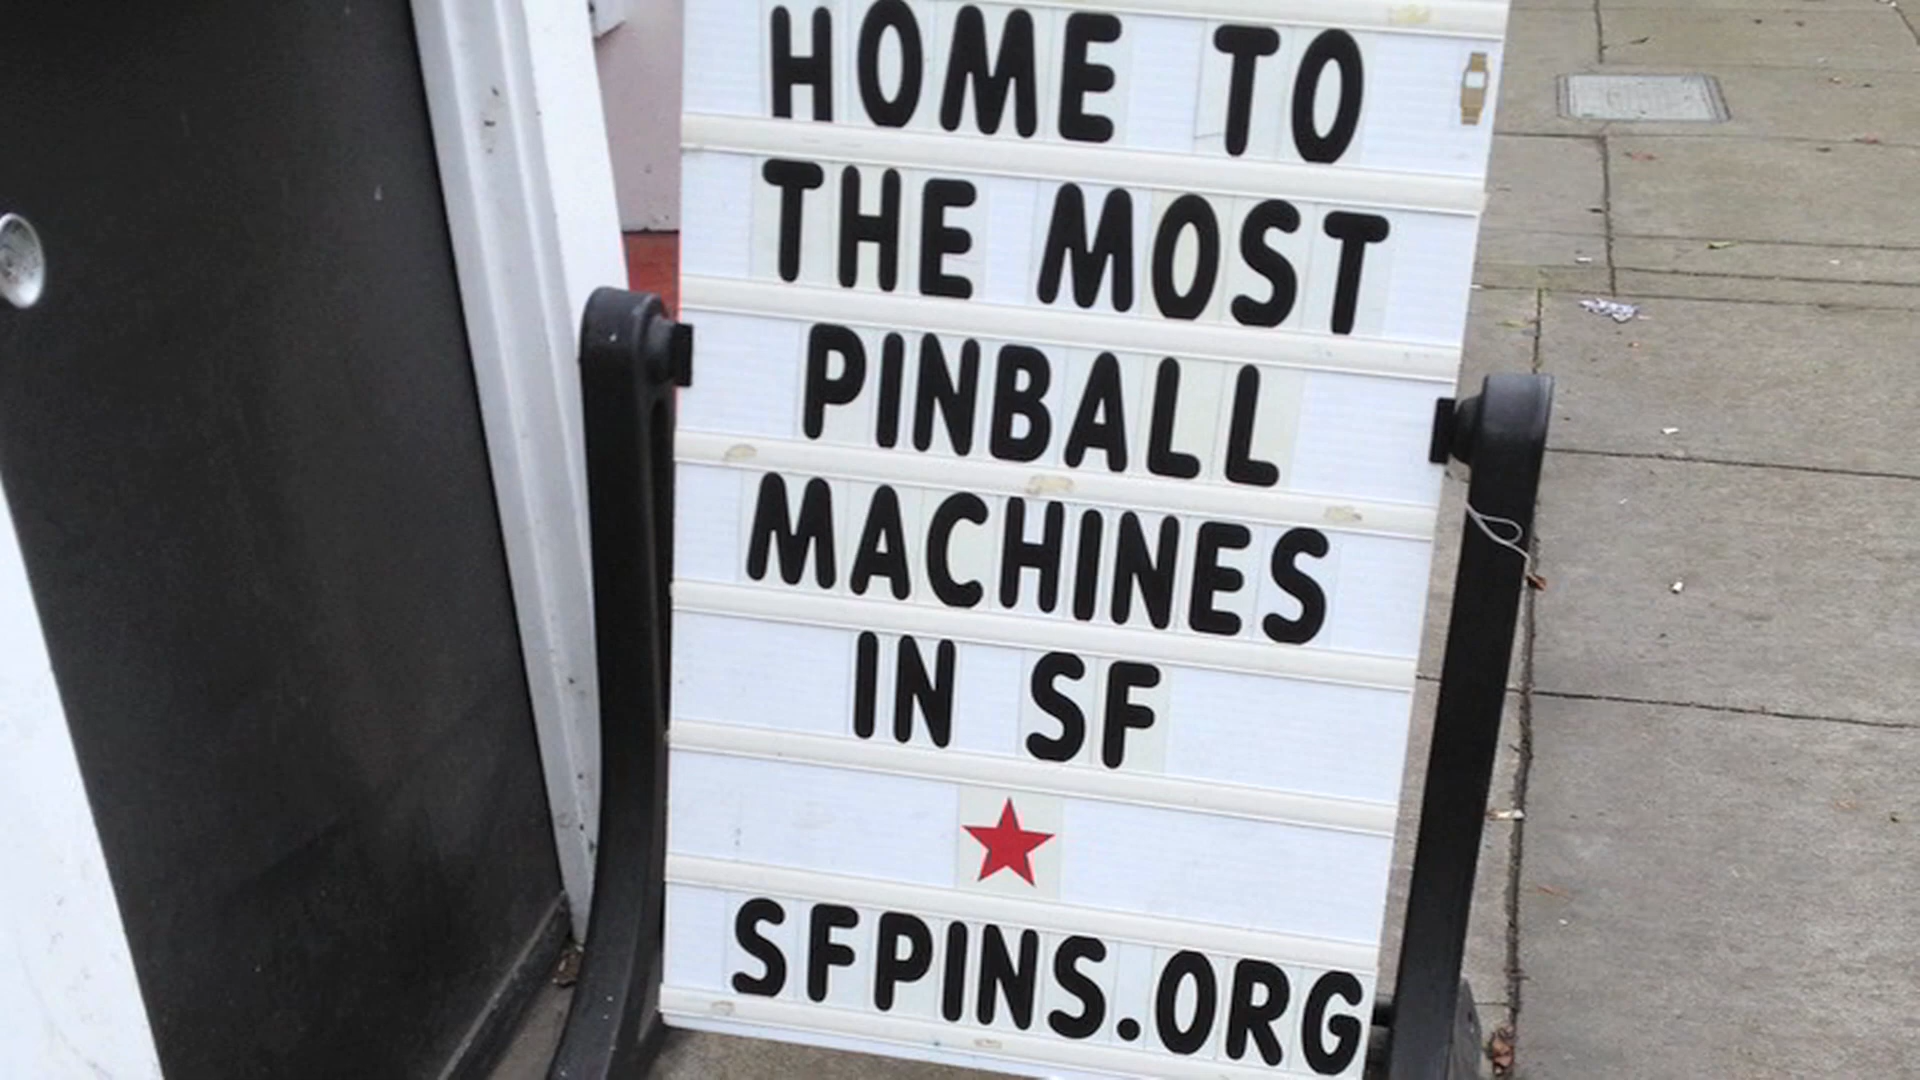 HOME TO
THE MOST
PINBALL
MACHINES
IN SF
SFPINS.ORG